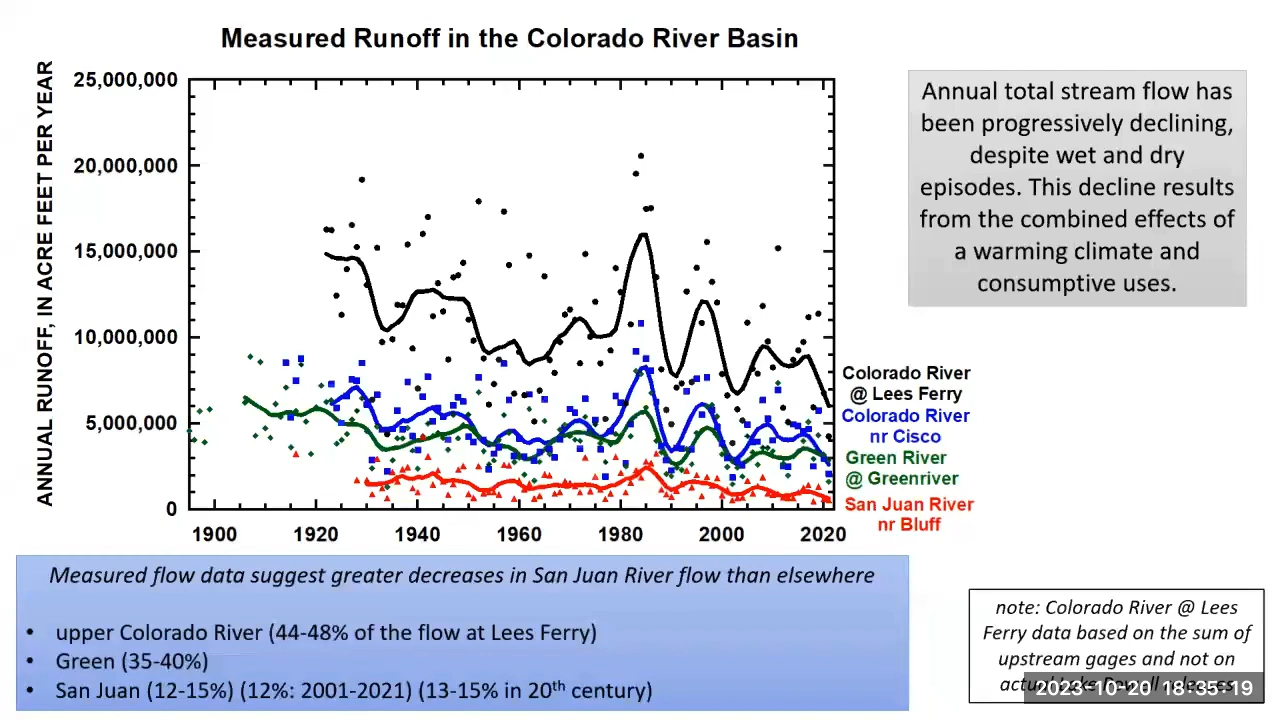 Measured Runoff in the Colorado River Basin
ANNUAL RUNOFF, IN ACRE FEET PER YEAR
25,000,000
20,000,000
15,000,000
10,000,000
5,000,000
0
1900 1920 1940 1960 1980 2000 2020
Colorado River
@ Lees Ferry
Colorado River
nr Cisco
Green River
@ Greenriver
San Juan River
nr Bluff
Annual total stream flow has
been progressively declining,
despite wet and dry
episodes. This decline results
from the combined effects of
a warming climate and
consumptive uses.
Measured flow data suggest greater decreases in San Juan River flow than elsewhere
• upper Colorado River (44-48% of the flow at Lees Ferry)
• Green (35-40%)
• San Juan (12-15%) (12%: 2001-2021) (13-15% in 20th century)
note: Colorado River @ Lees
Ferry data based on the sum of
upstream gages and not on
2023-10-20 18:35:19